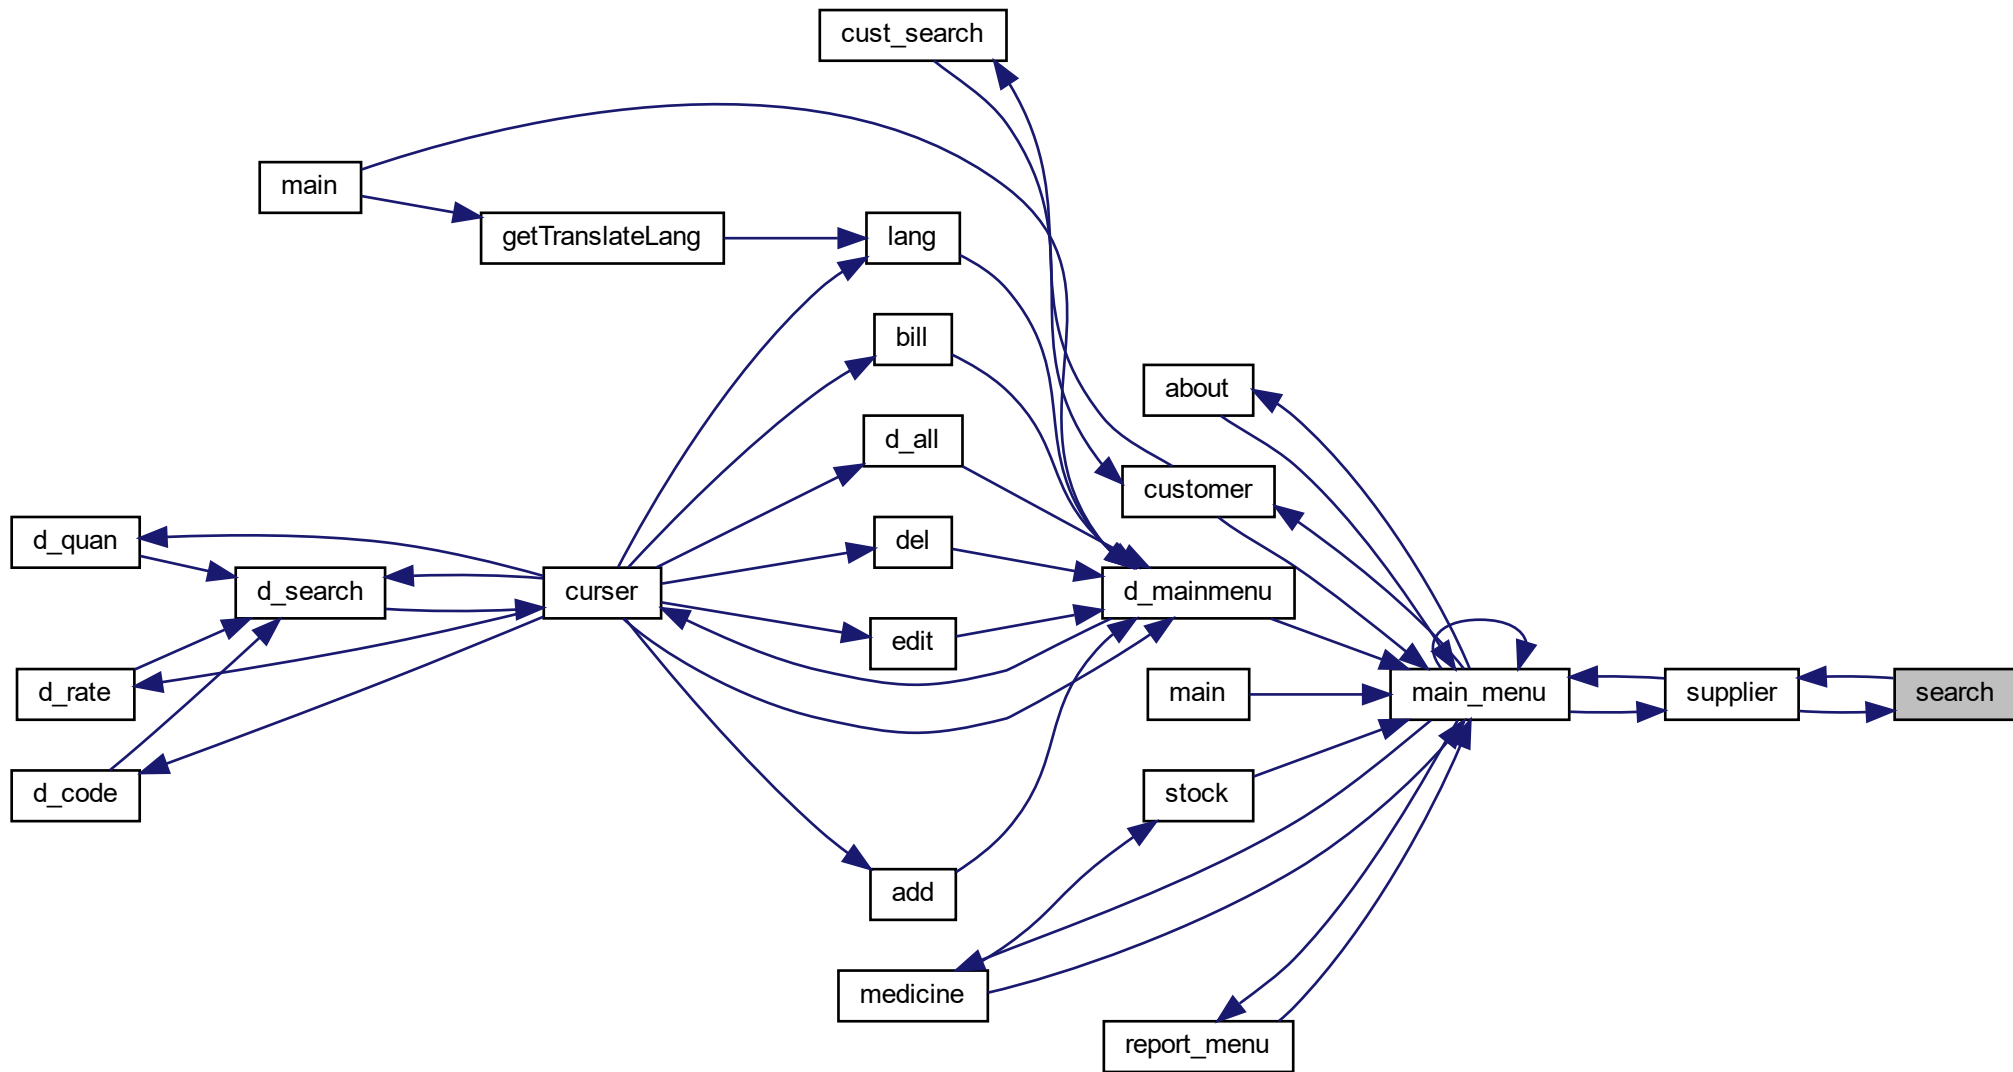 cust_search
main
getTranslateLang
lang
bill
about
d_all
customer
d_quan
del
d_search
curser
d_mainmenu
edit
d_rate
main
main_menu
supplier
search
d_code
stock
add
medicine
report_menu